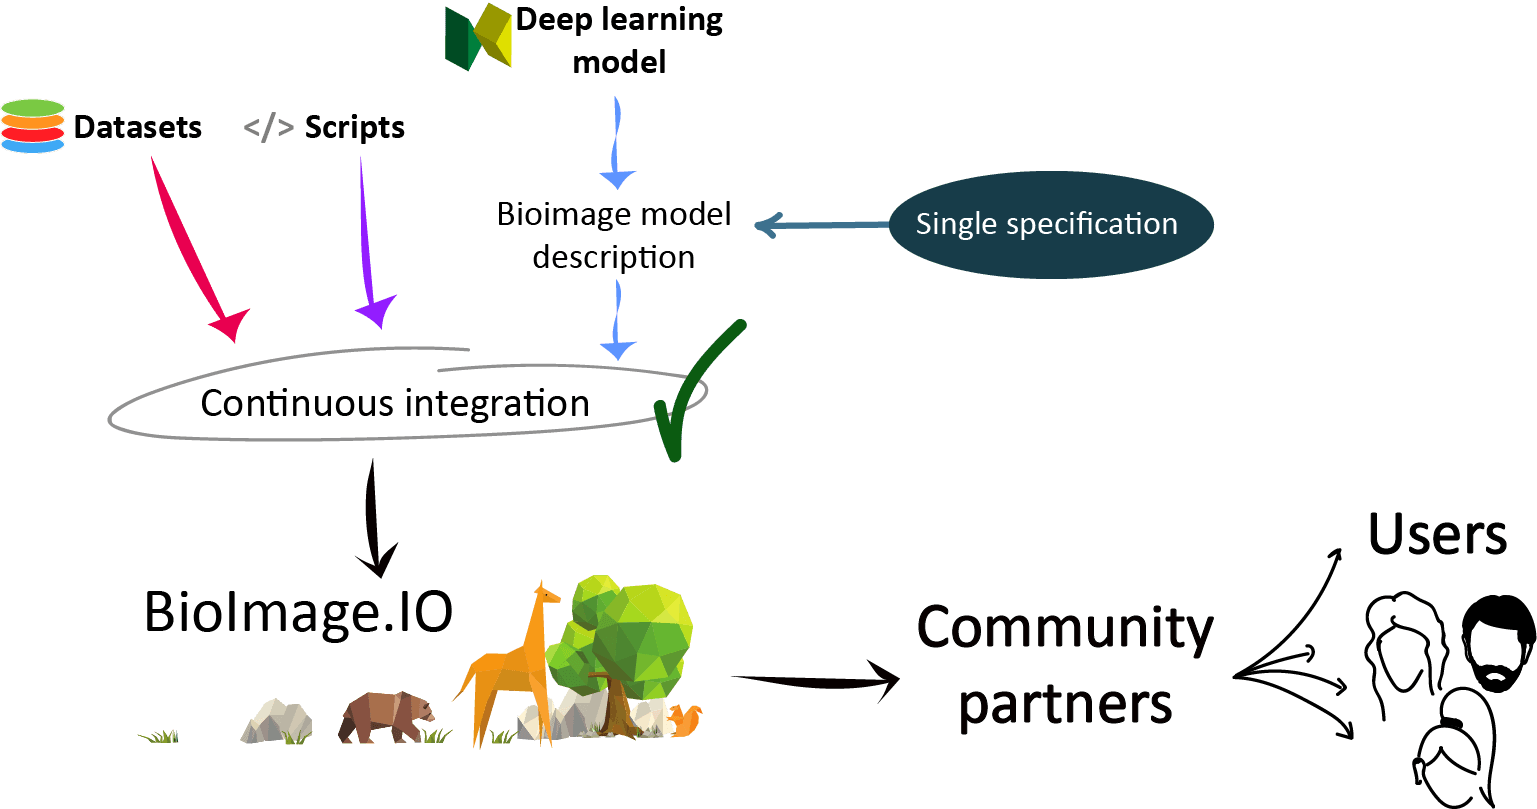 Deep learning
model
Datasets
</> Scripts
Bioimage model
description
Single specification
Continuous integration
BioImage.IO
Community
partners
Users